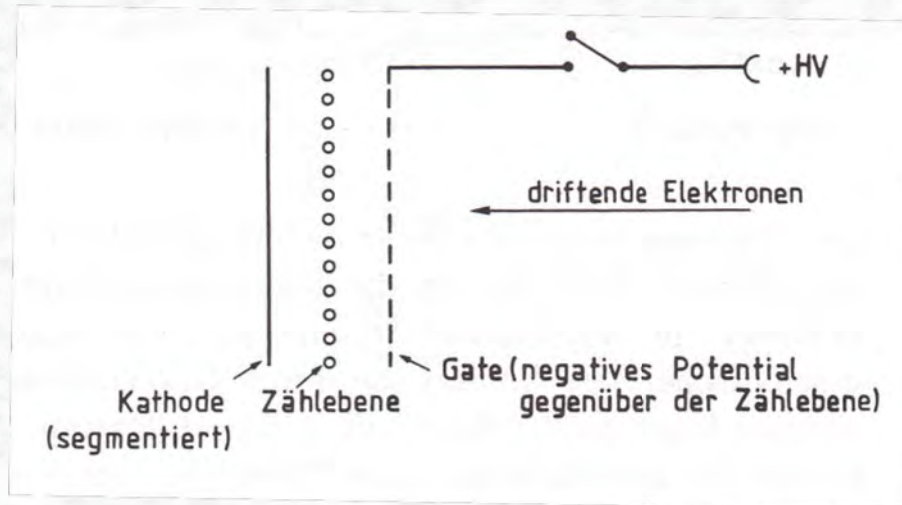 +HV
driftende Elektronen
Kathode
(segmentiert)
Zählebene
Gate (negatives Potential
gegenüber der Zählebene)